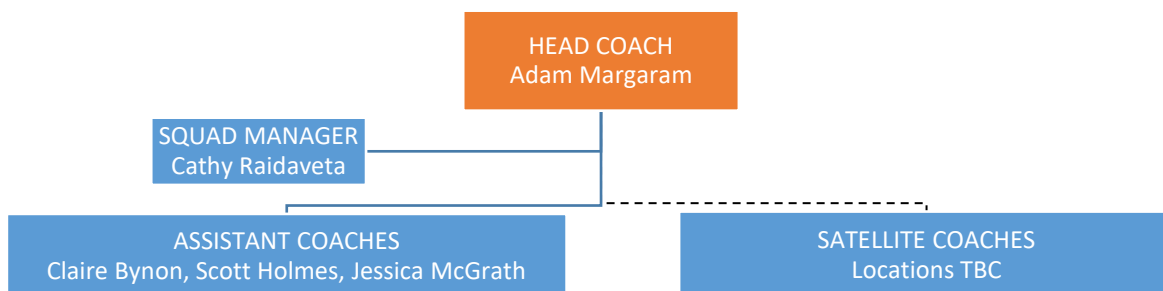 HEAD COACH
Adam Margaram
SQUAD MANAGER
Cathy Raidaveta
ASSISTANT COACHES
Claire Bynon, Scott Holmes, Jessica McGrath
SATELLITE COACHES
Locations TBC